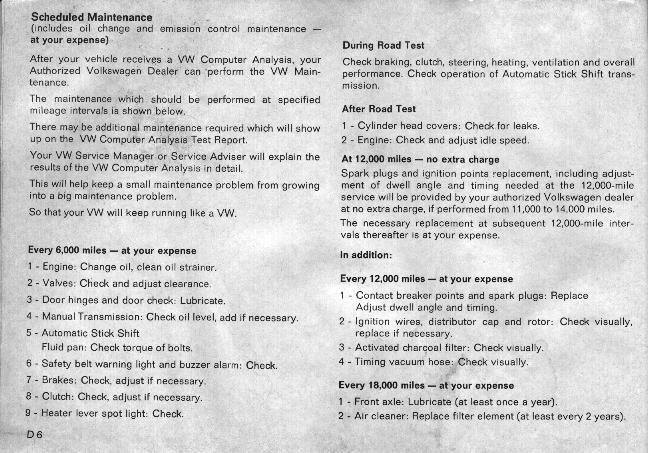 Scheduled Maintenance
(includes oil change and emission control maintenance —
at your expense)
After your vehicle receives a VW Computer Analysis, your
Authorized Volkswagen Dealer can perform the VW Main-
tenance.
The maintenance which should be performed at specified
mileage intervals is shown below.
There may be additional maintenance required which will show
up on the VW Computer Analysis Test Report.
Your VW Service Manager or Service Adviser will explain the
results of the VW Computer Analysis in detail.
This will help keep a small maintenance problem from growing
into a big maintenance problem.
So that your VW will keep running like a VW.
Every 6,000 miles — at your expense
1 - Engine: Change oil, clean oil strainer.
2 - Valves: Check and adjust clearance.
3 - Door hinges and door check: Lubricate.
4 - Manual Transmission: Check oil level, add if necessary.
5 - Automatic Stick Shift
Fluid pan: Check torque of bolts.
6 - Safety belt warning light and buzzer alarm: Check.
7 - Brakes: Check, adjust if necessary.
8 - Clutch: Check, adjust if necessary.
9 - Heater lever spot light: Check.
D 6
During Road Test
Check braking, clutch, steering, heating, ventilation and overall
performance. Check operation of Automatic Stick Shift trans-
mission.
After Road Test
1 - Cylinder head covers: Check for leaks.
2 - Engine: Check and adjust idle speed.
At 12,000 miles — no extra charge
Spark plugs and ignition points replacement, including adjust-
ment of dwell angle and timing needed at the 12,000-mile
service will be provided by your authorized Volkswagen dealer
at no extra charge, if performed from 11,000 to 14,000 miles.
The necessary replacement at subsequent 12,000-mile inter-
vals thereafter is at your expense.
In addition:
Every 12,000 miles — at your expense
1 - Contact breaker points and spark plugs: Replace
Adjust dwell angle and timing.
2 - Ignition wires, distributor cap and rotor: Check visually,
replace if necessary.
3 - Activated charcoal filter: Check visually.
4 - Timing vacuum hose: Check visually.
Every 18,000 miles — at your expense
1 - Front axle: Lubricate (at least once a year).
2 - Air cleaner: Replace filter element (at least every 2 years).